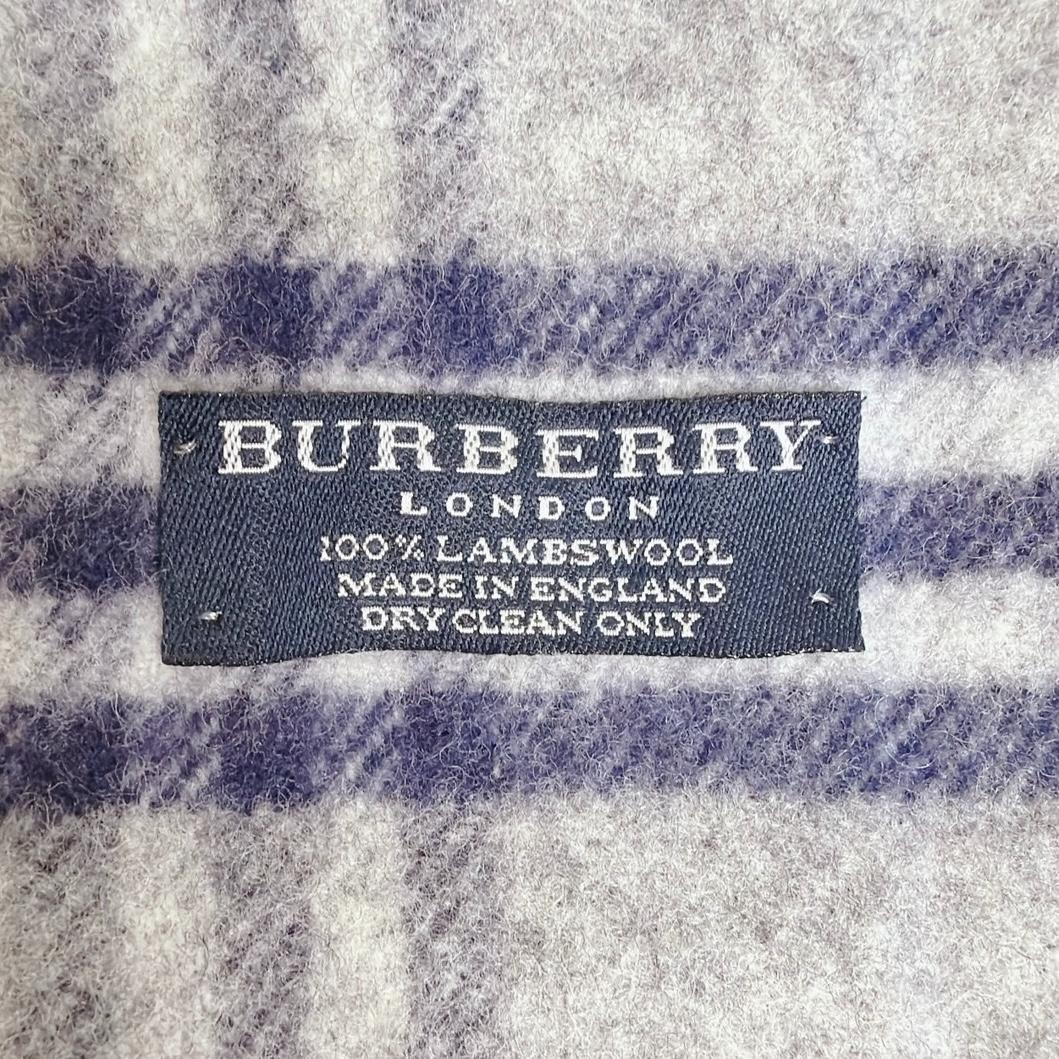 BURBERRY
LONDON
100% LAMBSWOOL
MADE IN ENGLAND
DRY CLEAN ONLY